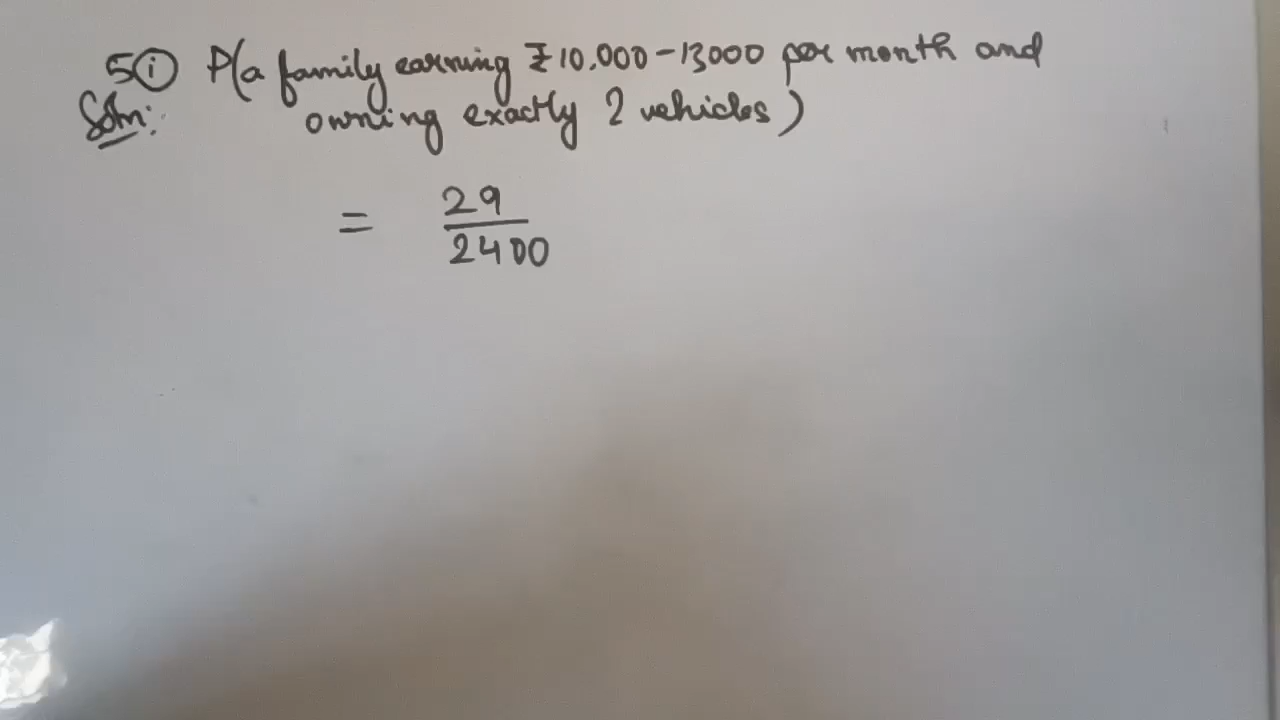 5 i P(a family earning ₹10,000-13000 per month and
Soln: owning exactly 2 vehicles)
= 29
2400